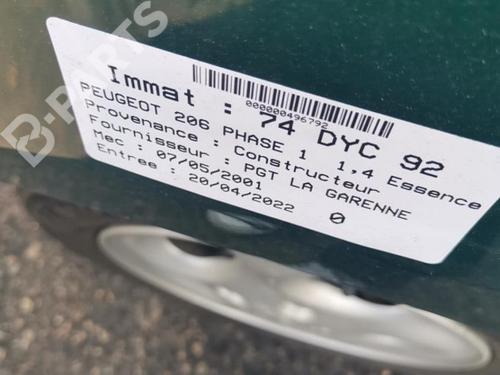 B-PARTS
000000496792
Immat : 74 DYC 92
PEUGEOT 206 PHASE 1 1,4 Essence
Provenance : Constructeur
Fournisseur : PGT LA GARENNE
Mec : 07/05/2001
Entree : 20/04/2022 0